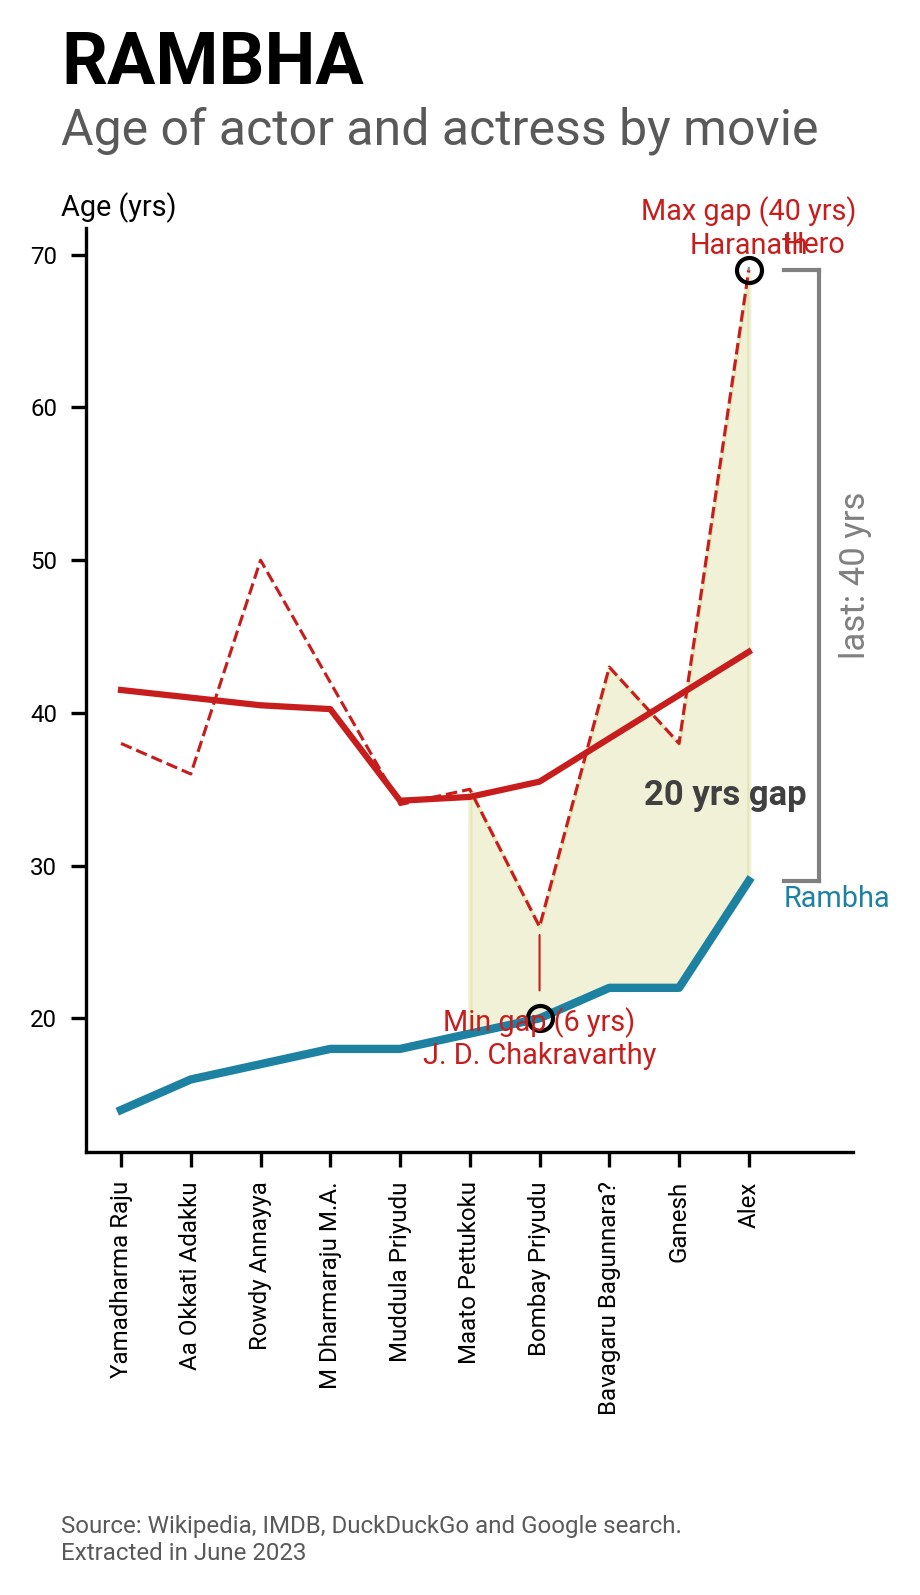 RAMBHA
Age of actor and actress by movie
Age (yrs)
Max gap (40 yrs)
Haranath
Hero
70
60
50
40
30
20
last: 40 yrs
20 yrs gap
Rambha
Min gap (6 yrs)
J. D. Chakravarthy
Yamadharma Raju
Aa Okkati Adakku
Rowdy Annayya
M Dharmaraju M.A.
Muddula Priyudu
Maato Pettukoku
Bombay Priyudu
Bavagaru Bagunnara?
Ganesh
Alex
Source: Wikipedia, IMDB, DuckDuckGo and Google search.
Extracted in June 2023